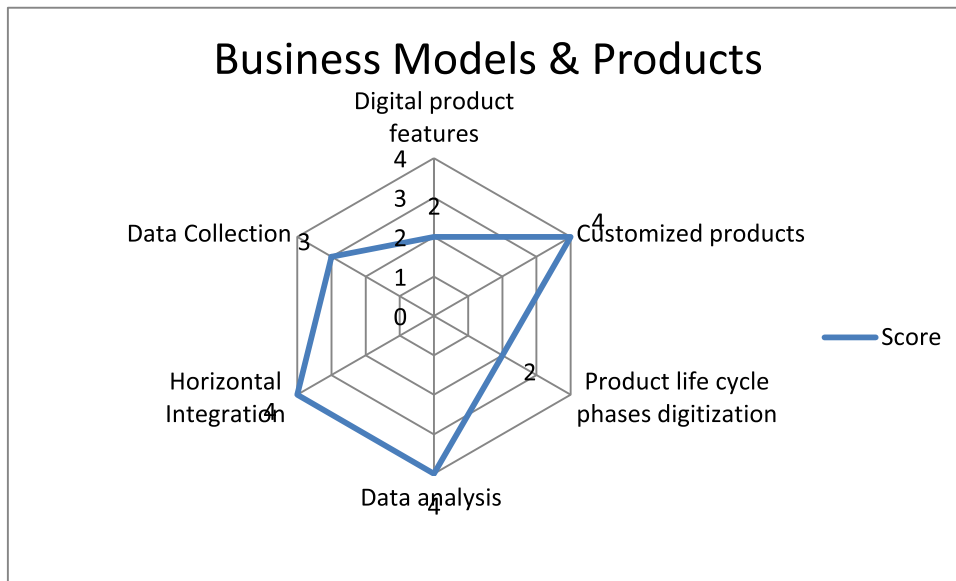 Business Models & Products
Digital product
features
4
3
2
2
1
0
Data Collection
3
4
Customized products
Score
Horizontal
Integration
4
2
Product life cycle
phases digitization
Data analysis
4